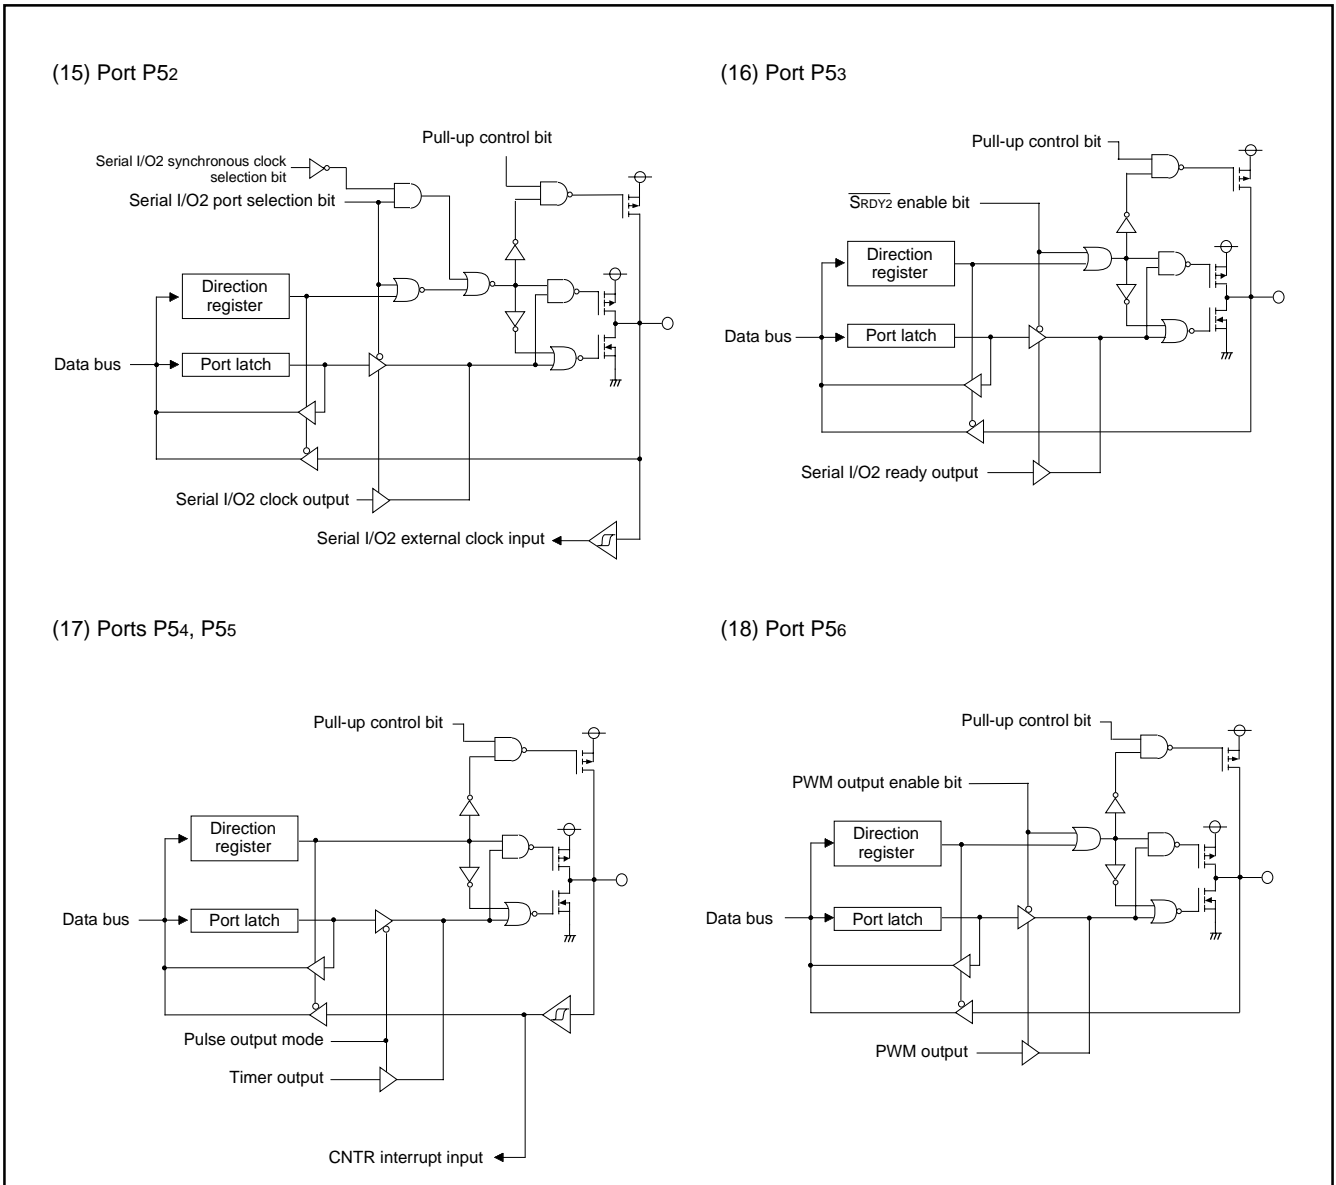 (15) Port P52
Pull-up control bit
Serial I/O2 synchronous clock
selection bit
Serial I/O2 port selection bit
Direction
register
Data bus
Port latch
Serial I/O2 clock output
Serial I/O2 external clock input
(16) Port P53
Pull-up control bit
SRDY2 enable bit
Direction
register
Data bus
Port latch
Serial I/O2 ready output
(17) Ports P54, P55
Pull-up control bit
Direction
register
Data bus
Port latch
Pulse output mode
Timer output
CNTR interrupt input
(18) Port P56
Pull-up control bit
PWM output enable bit
Direction
register
Data bus
Port latch
PWM output